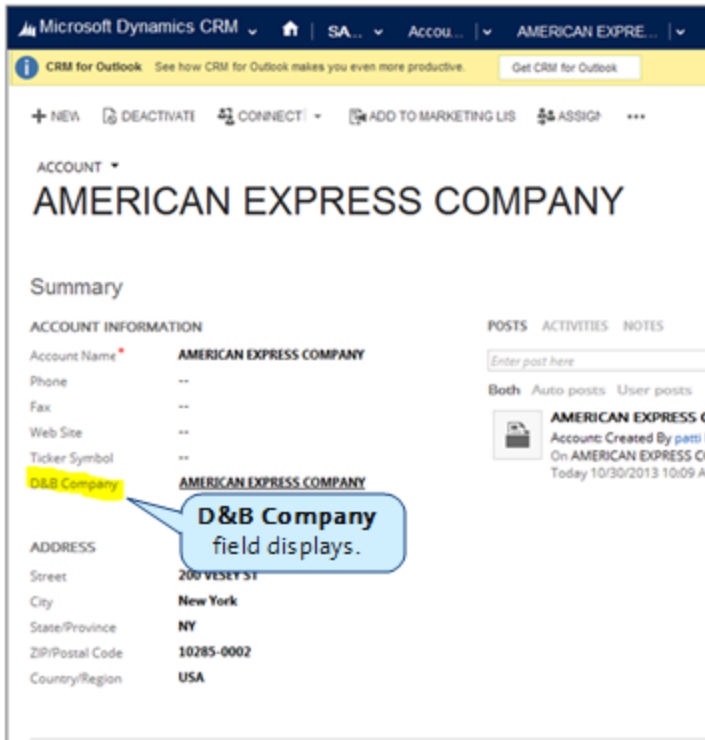 Microsoft Dynamics CRM SA... Accou... AMERICAN EXPRE...
CRM for Outlook See how CRM for Outlook makes you even more productive. Get CRM for Outlook
NEW DEACTIVATE CONNECT ADD TO MARKETING LIS ASSIGN ...
ACCOUNT
AMERICAN EXPRESS COMPANY
Summary
ACCOUNT INFORMATION
Account Name* AMERICAN EXPRESS COMPANY
Phone --
Fax --
Web Site --
Ticker Symbol --
D&B Company AMERICAN EXPRESS COMPANY
D&B Company
field displays.
ADDRESS
Street 200 VESEY ST
City New York
State/Province NY
ZIP/Postal Code 10285-0002
Country/Region USA
POSTS ACTIVITIES NOTES
Enter post here
Both Auto posts User posts
AMERICAN EXPRESS C
Account: Created By patti
On AMERICAN EXPRESS CO
Today 10/30/2013 10:09 A